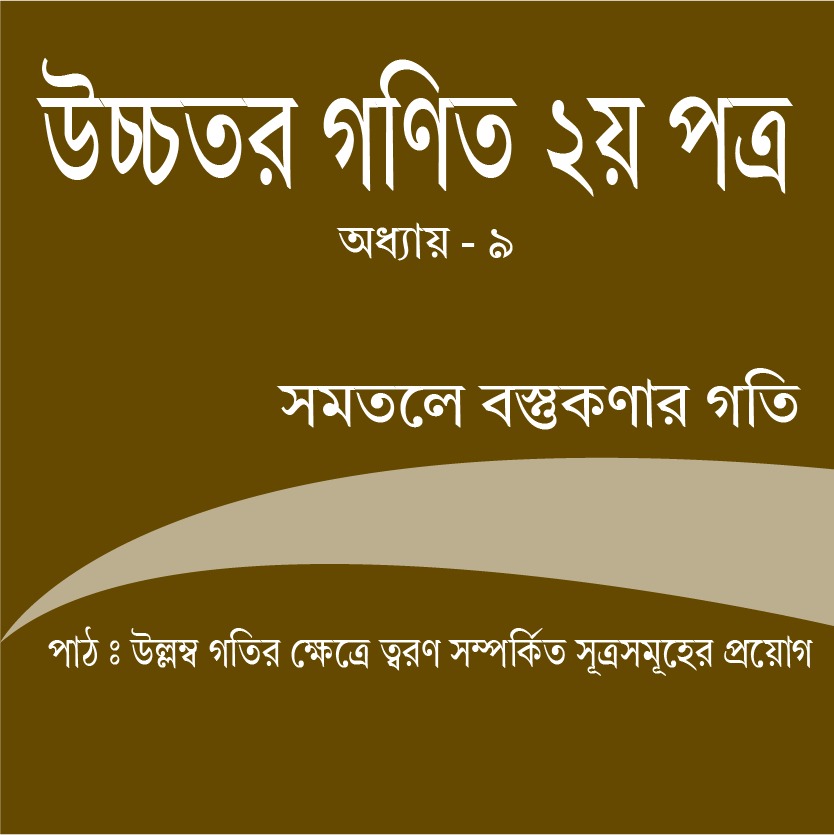 উচ্চতর গণিত ২য় পত্র
অধ্যায় - ৯
সমতলে বস্তুকণার গতি
পাঠ ঃ উল্লম্ব গতির ক্ষেত্রে ত্বরণ সম্পর্কিত সূত্রসমূহের প্রয়োগ